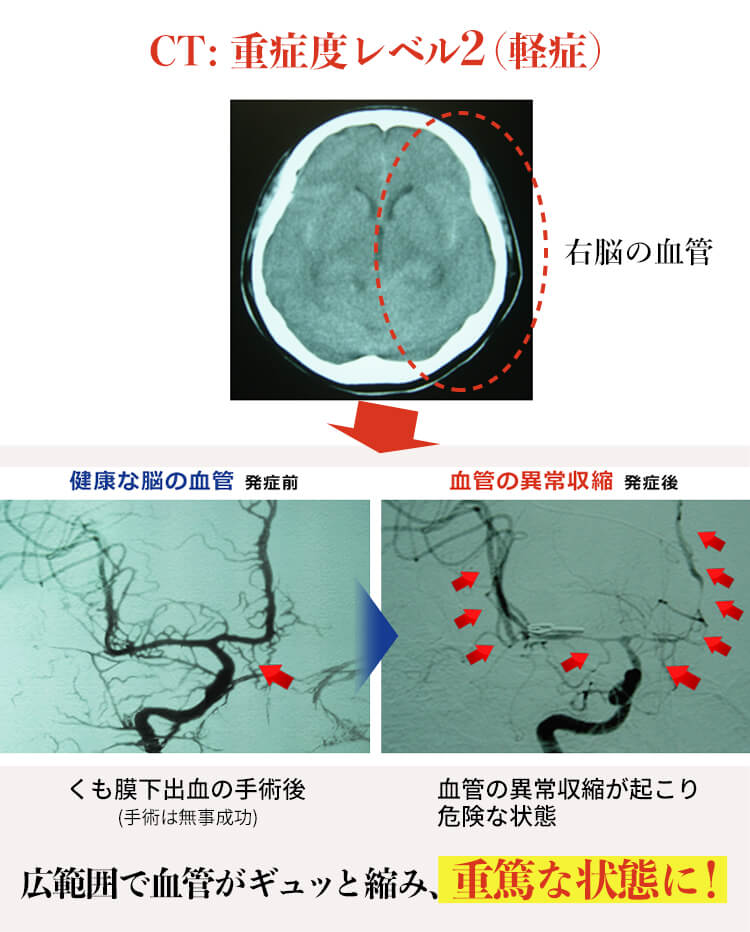 CT: 重症度レベル2（軽症）
右脳の血管
健康な脳の血管 発症前
血管の異常収縮 発症後
くも膜下出血の手術後
(手術は無事成功)
血管の異常収縮が起こり
危険な状態
広範囲で血管がギュッと縮み、重篤な状態に！